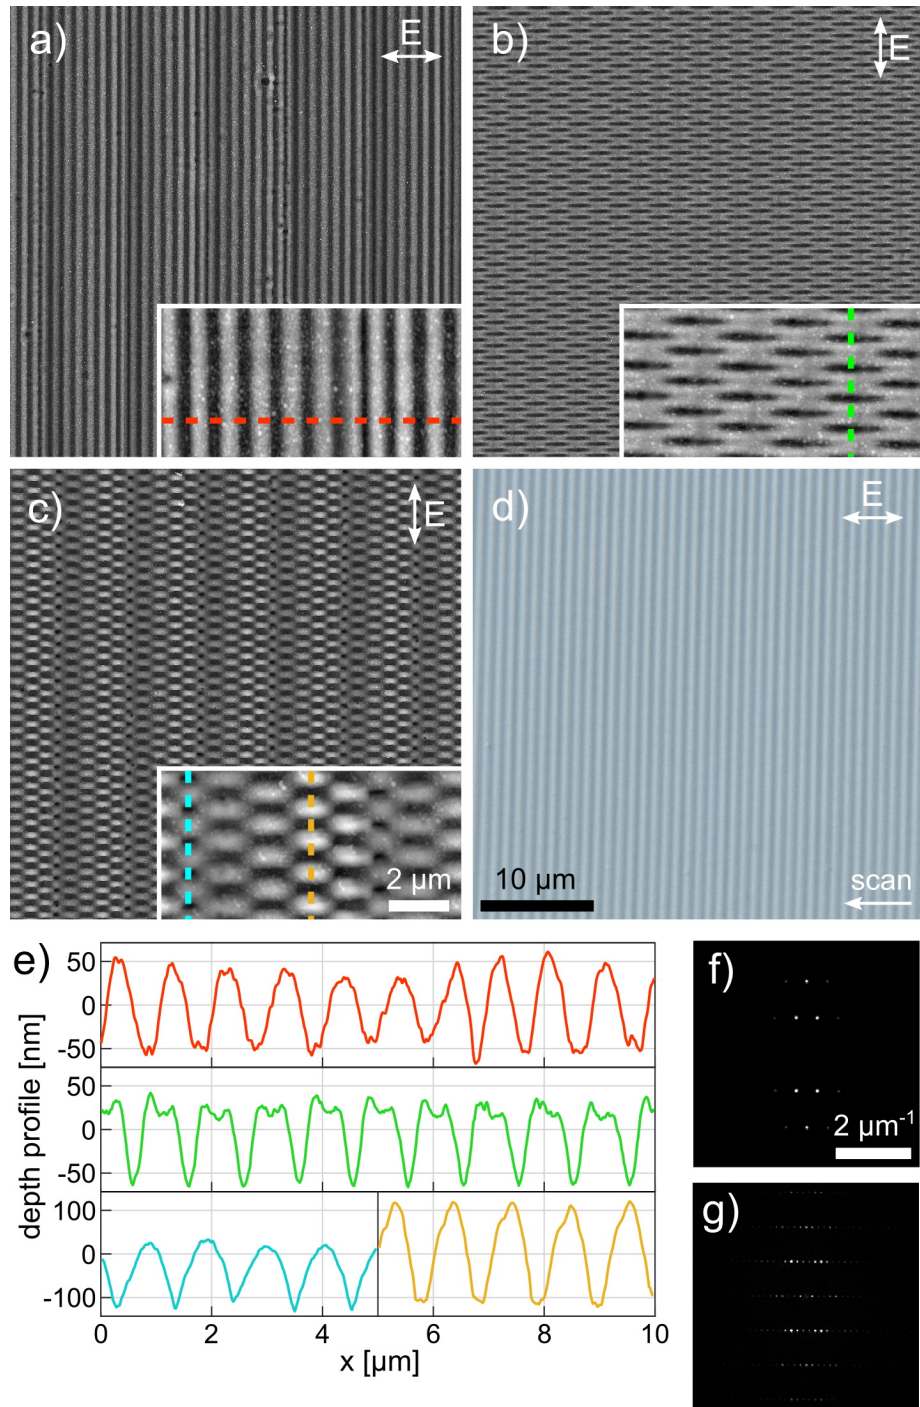 a)
E
b)
E
c)
E
2 µm
d)
E
10 µm
scan
e)
depth profile [nm]
50
0
-50
50
0
-50
100
0
-100
0 2 4 6 8 10
x [µm]
f)
2 µm⁻¹
g)